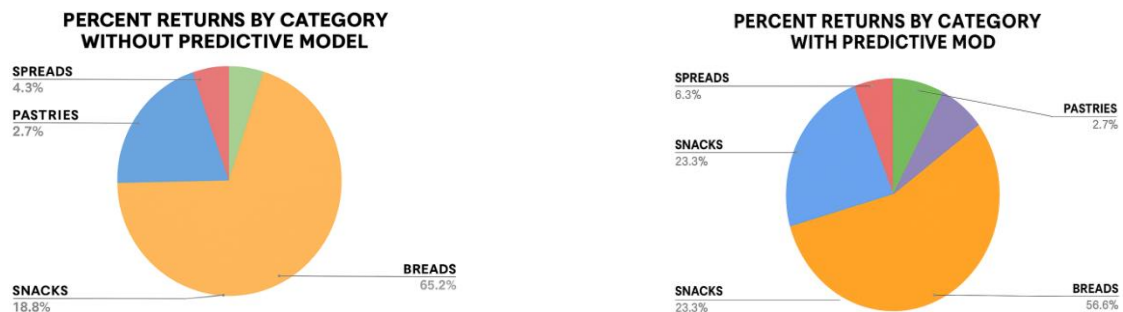 PERCENT RETURNS BY CATEGORY
WITHOUT PREDICTIVE MODEL
SPREADS
4.3%
PASTRIES
2.7%
BREADS
65.2%
SNACKS
18.8%
PERCENT RETURNS BY CATEGORY
WITH PREDICTIVE MOD
SPREADS
6.3%
PASTRIES
2.7%
SNACKS
23.3%
BREADS
56.6%
SNACKS
23.3%